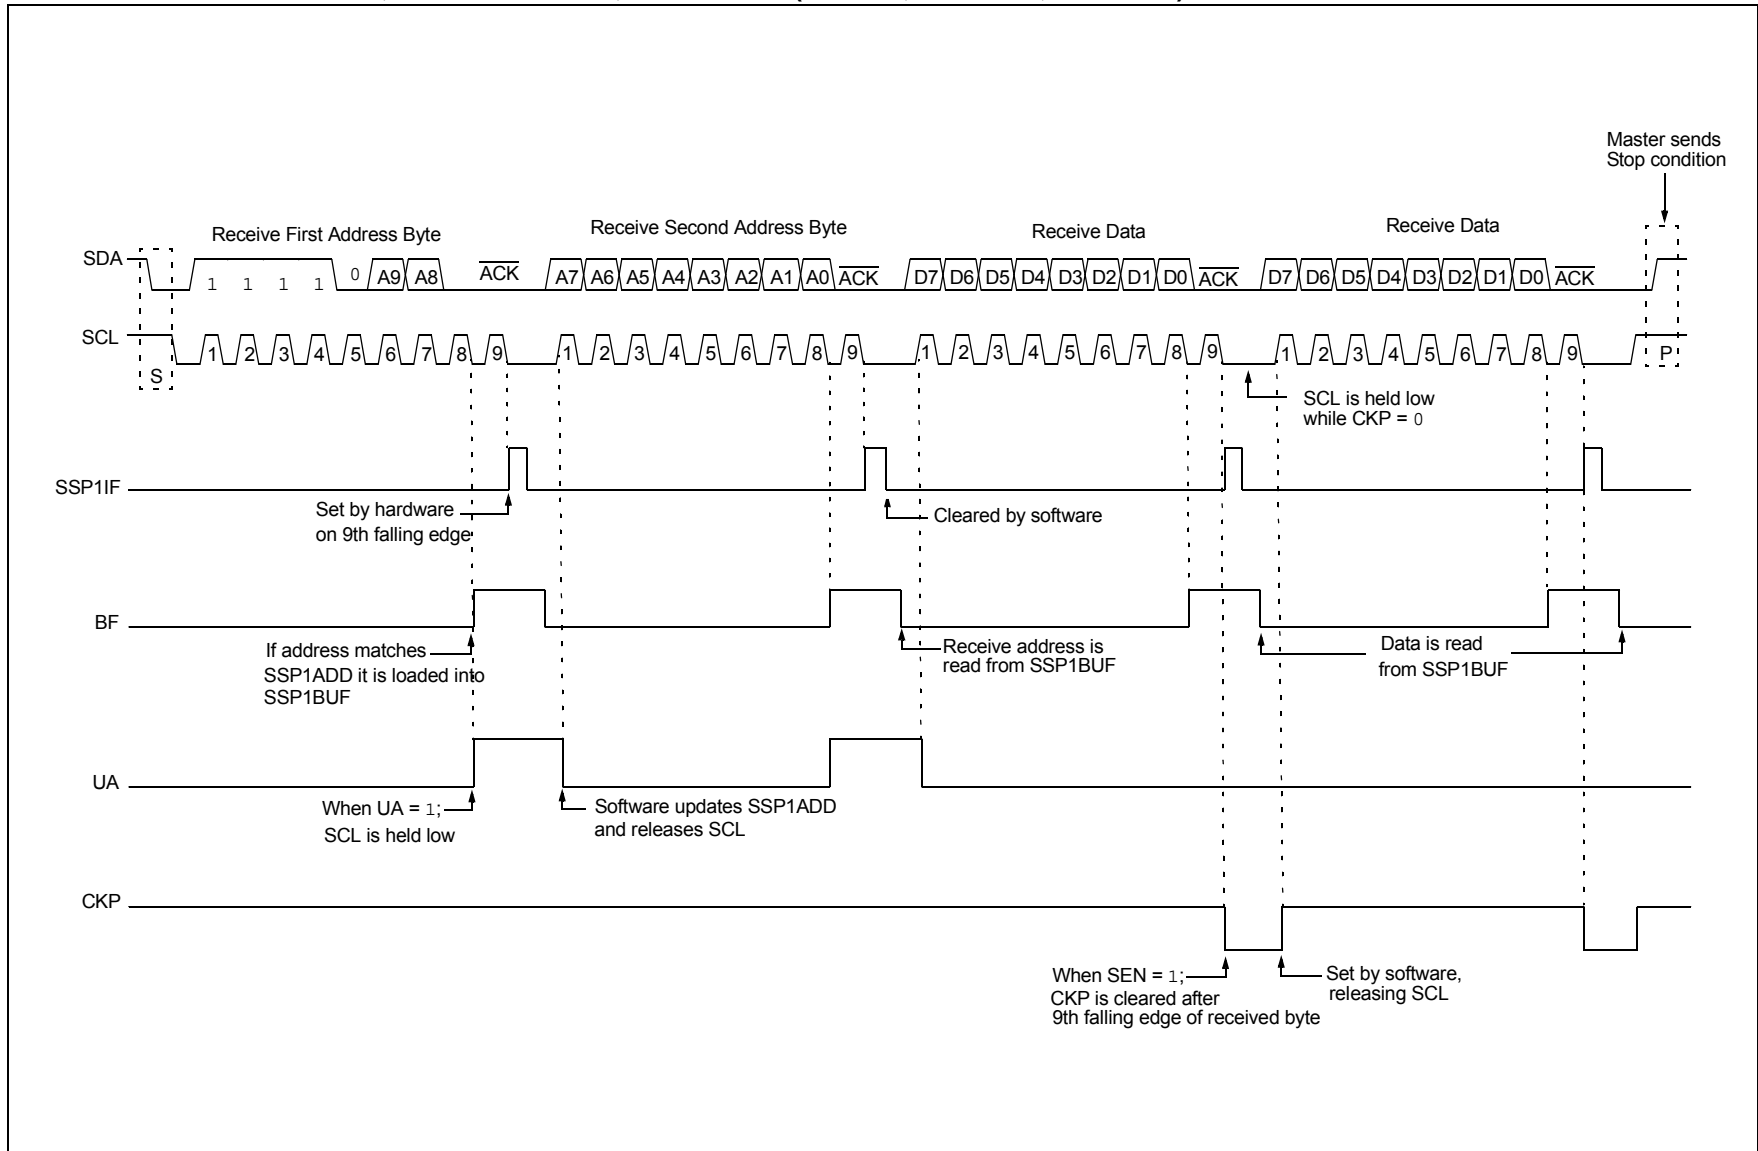 Master sends
Stop condition
Receive First Address Byte
Receive Second Address Byte
Receive Data
Receive Data
SDA
1 1 1 1 0 A9 A8 ACK A7 A6 A5 A4 A3 A2 A1 A0 ACK D7 D6 D5 D4 D3 D2 D1 D0 ACK D7 D6 D5 D4 D3 D2 D1 D0 ACK
SCL
S 1 2 3 4 5 6 7 8 9 1 2 3 4 5 6 7 8 9 1 2 3 4 5 6 7 8 9 1 2 3 4 5 6 7 8 9 P
SCL is held low
while CKP = 0
SSP1IF
Set by hardware
on 9th falling edge
Cleared by software
BF
If address matches
SSP1ADD it is loaded into
SSP1BUF
Receive address is
read from SSP1BUF
Data is read
from SSP1BUF
UA
When UA = 1;
SCL is held low
Software updates SSP1ADD
and releases SCL
CKP
When SEN = 1;
CKP is cleared after
9th falling edge of received byte
Set by software,
releasing SCL